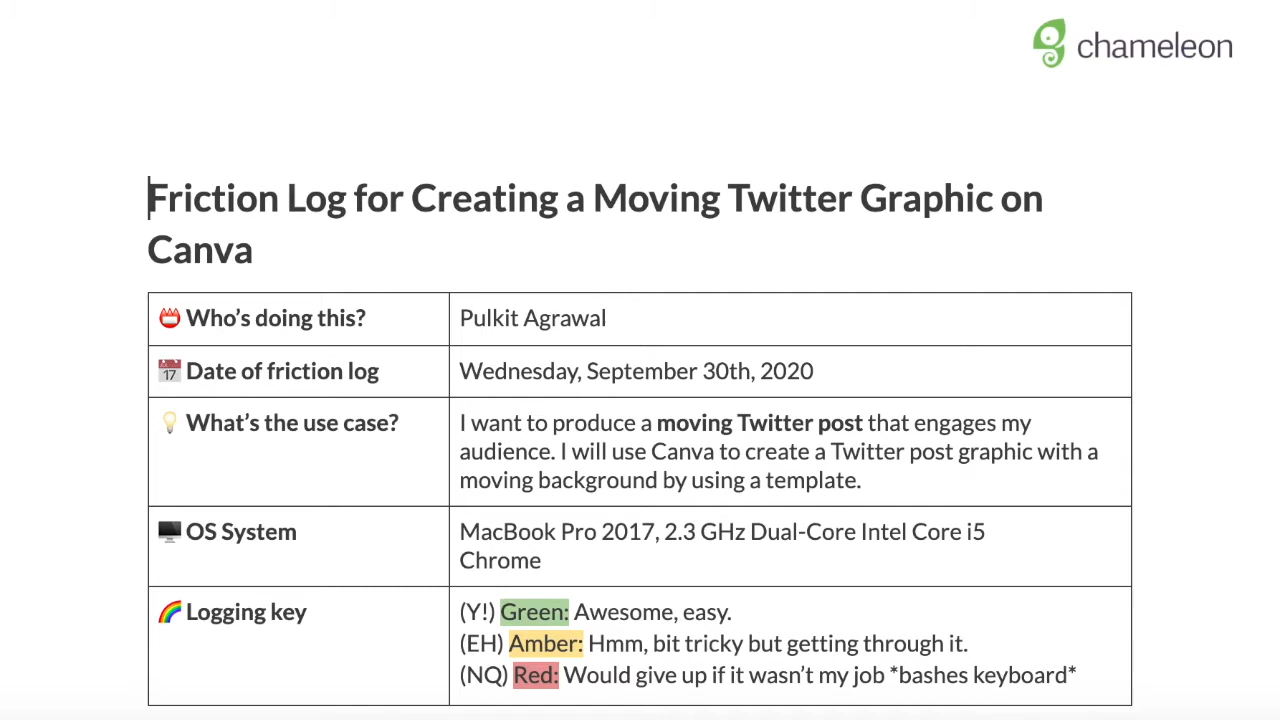 chameleon
Friction Log for Creating a Moving Twitter Graphic on
Canva
📛 Who's doing this?
Pulkit Agrawal
📅 Date of friction log
Wednesday, September 30th, 2020
💡 What's the use case?
I want to produce a moving Twitter post that engages my
audience. I will use Canva to create a Twitter post graphic with a
moving background by using a template.
🖥️ OS System
MacBook Pro 2017, 2.3 GHz Dual-Core Intel Core i5
Chrome
🌈 Logging key
(Y!) Green: Awesome, easy.
(EH) Amber: Hmm, bit tricky but getting through it.
(NQ) Red: Would give up if it wasn't my job *bashes keyboard*